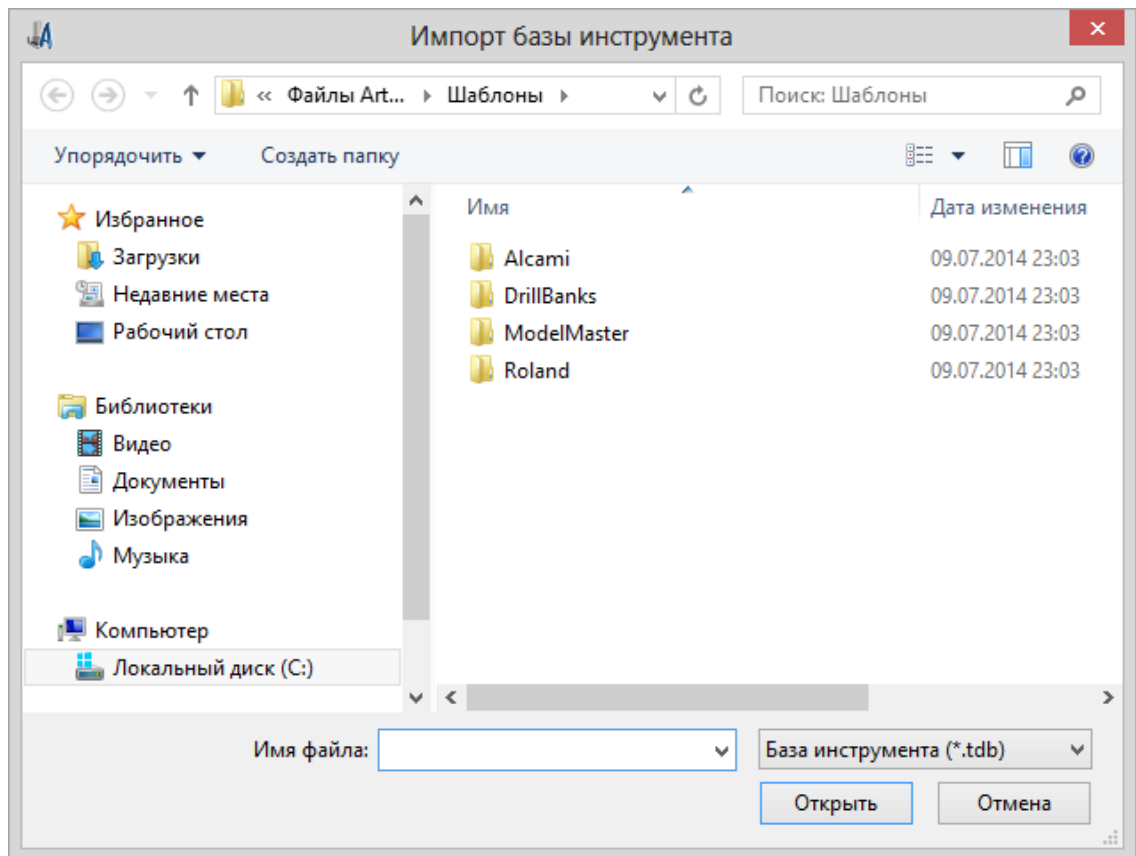 Импорт базы инструмента
« Файлы Art... Шаблоны
Поиск: Шаблоны
Упорядочить Создать папку
Имя Дата изменения
Избранное
Загрузки
Недавние места
Рабочий стол
Библиотеки
Видео
Документы
Изображения
Музыка
Компьютер
Локальный диск (C:)
Alcami 09.07.2014 23:03
DrillBanks 09.07.2014 23:03
ModelMaster 09.07.2014 23:03
Roland 09.07.2014 23:03
Имя файла: База инструмента (*.tdb)
Открыть Отмена